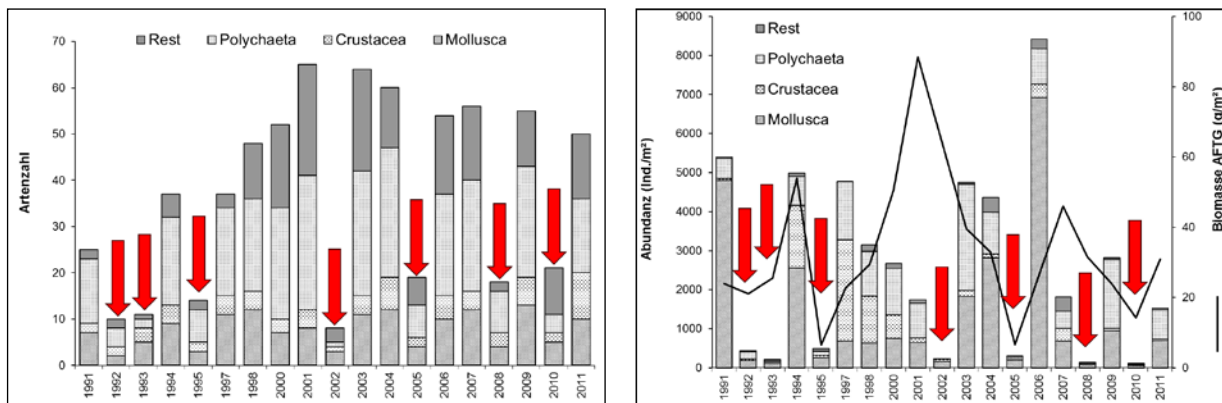 Rest Polychaeta Crustacea Mollusca
Artenzahl
70
60
50
40
30
20
10
0
1991 1992 1993 1994 1995 1997 1998 2000 2001 2002 2003 2004 2005 2006 2007 2008 2009 2010 2011
Rest
Polychaeta
Crustacea
Mollusca
Abundanz (Ind./m²)
9000
8000
7000
6000
5000
4000
3000
2000
1000
0
1991 1992 1993 1994 1995 1997 1998 2000 2001 2002 2003 2004 2005 2006 2007 2008 2009 2010 2011
100
80
60
40
20
0
Biomasse AFTG (g/m²)